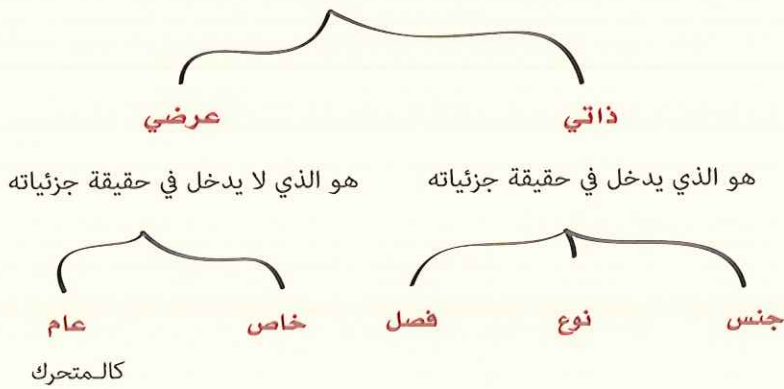 ذاتي عرضي
هو الذي يدخل في حقيقة جزئياته هو الذي لا يدخل في حقيقة جزئياته
جنس نوع فصل خاص عام
كالـمتحرك